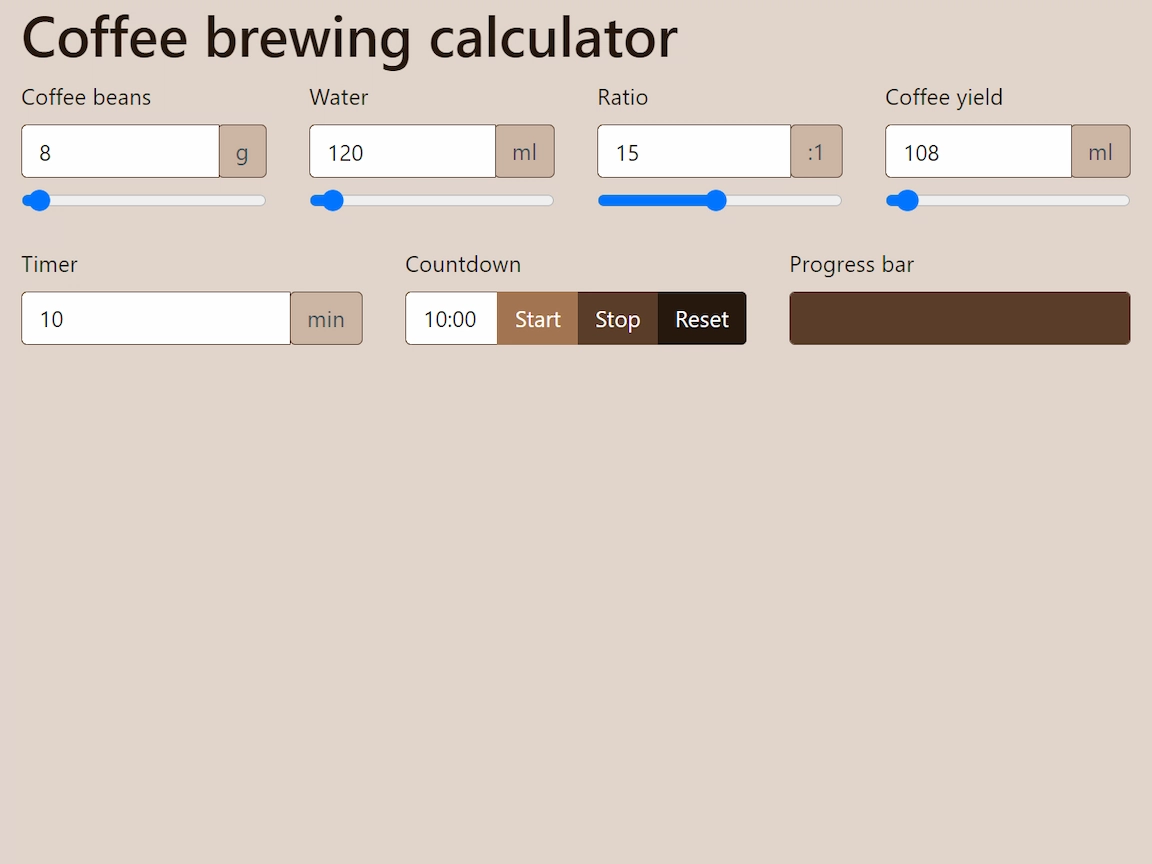 Coffee brewing calculator
Coffee beans Water Ratio Coffee yield
8 g 120 ml 15 :1 108 ml
Timer Countdown Progress bar
10 min 10:00 Start Stop Reset